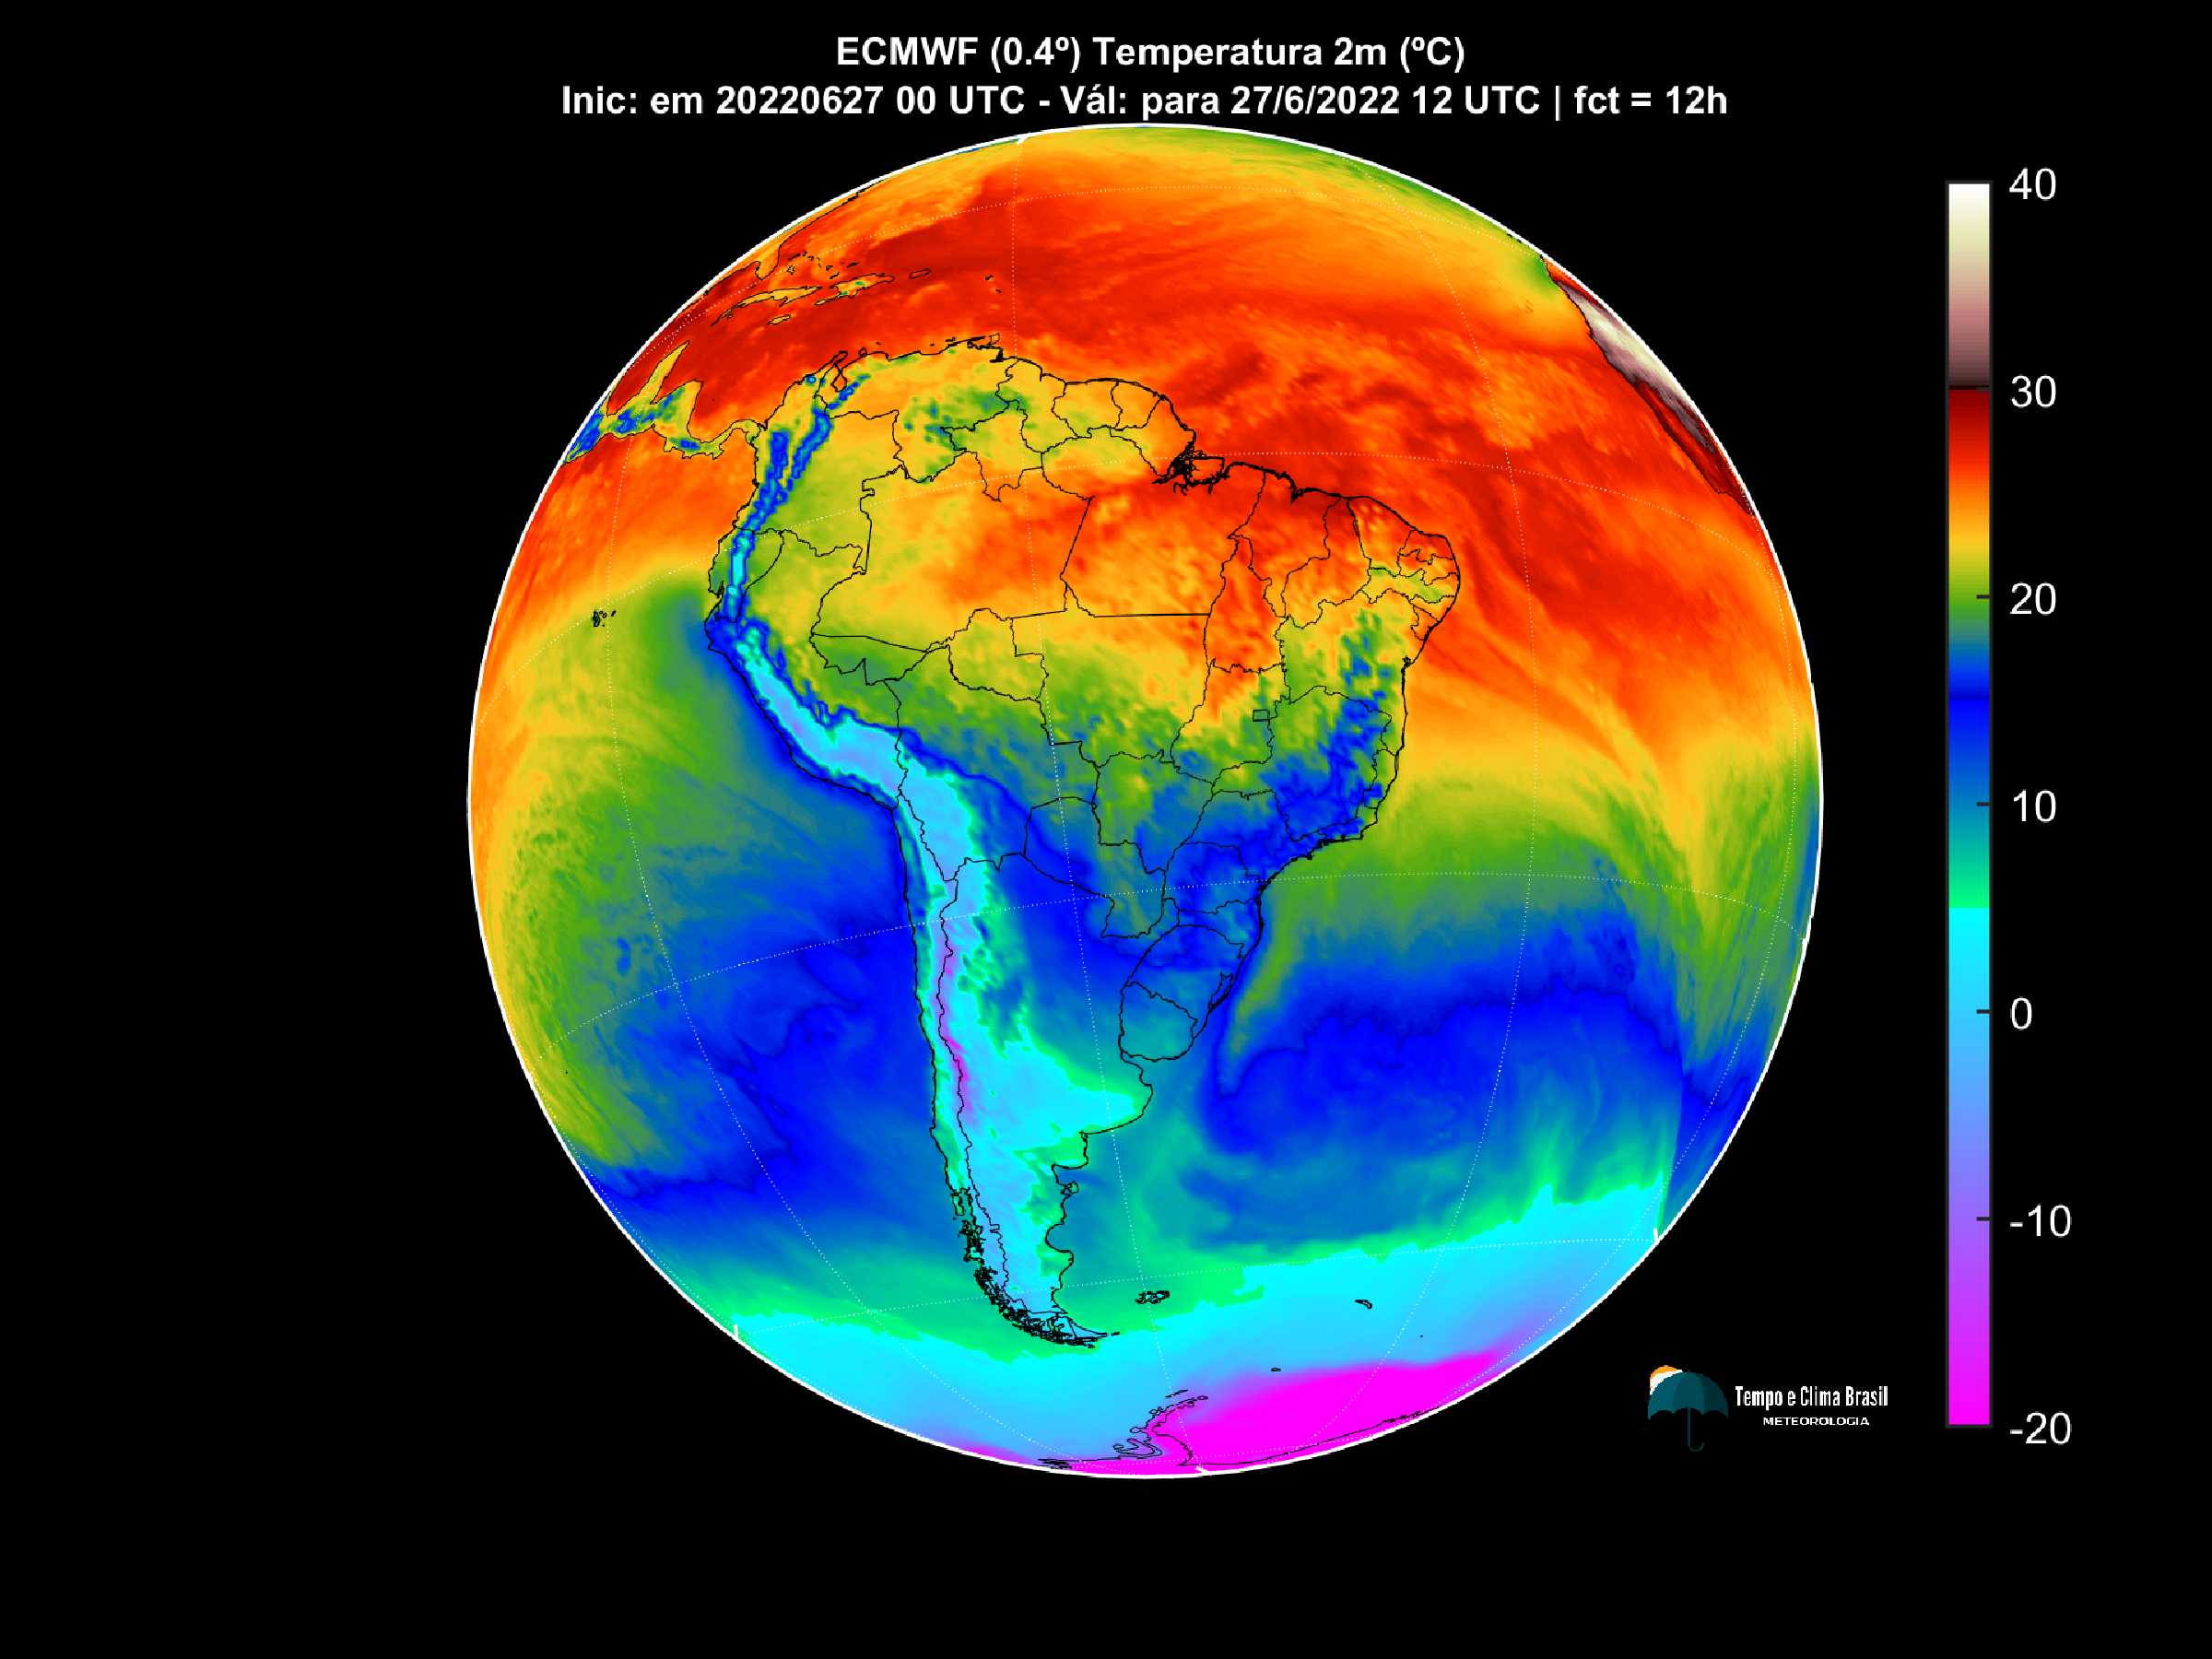 ECMWF (0.4º) Temperatura 2m (ºC)
Inic: em 20220627 00 UTC - Vál: para 27/6/2022 12 UTC | fct = 12h
40
30
20
10
0
-10
-20
Tempo e Clima Brasil
METEOROLOGIA